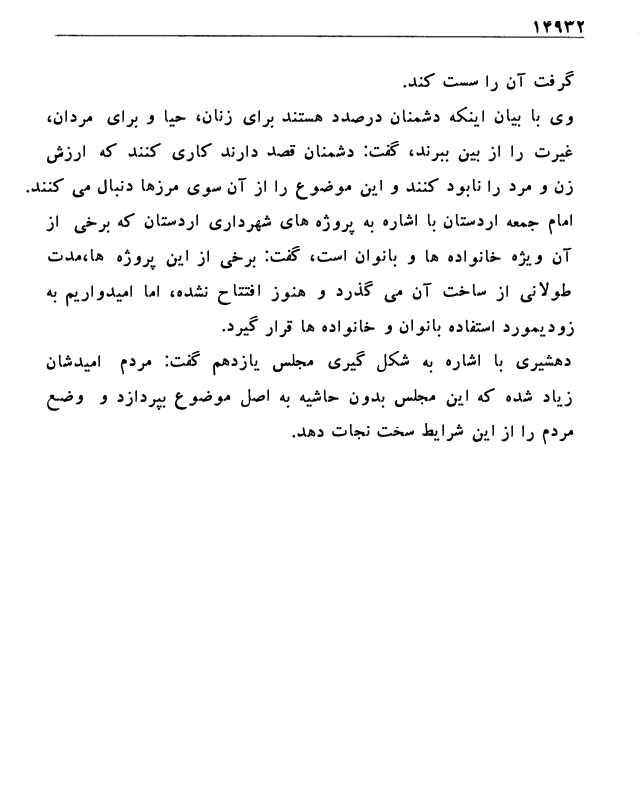 ۱۴۹۳۲
گرفت آن را سست کند.
وی با بیان اینکه دشمنان درصدد هستند برای زنان، حیا و برای مردان،
غیرت را از بین ببرند، گفت: دشمنان قصد دارند کاری کنند که ارزش
زن و مرد را نابود کنند و این موضوع را از آن سوی مرزها دنبال می کنند.
امام جمعه اردستان با اشاره به پروژه های شهرداری اردستان که برخی از
آن ویژه خانواده ها و بانوان است، گفت: برخی از این پروژه ها،مدت
طولانی از ساخت آن می گذرد و هنوز افتتاح نشده، اما امیدواریم به
زودیمورد استفاده بانوان و خانواده ها قرار گیرد.
دهشیری با اشاره به شکل گیری مجلس یازدهم گفت: مردم امیدشان
زیاد شده که این مجلس بدون حاشیه به اصل موضوع بپردازد و وضع
مردم را از این شرایط سخت نجات دهد.